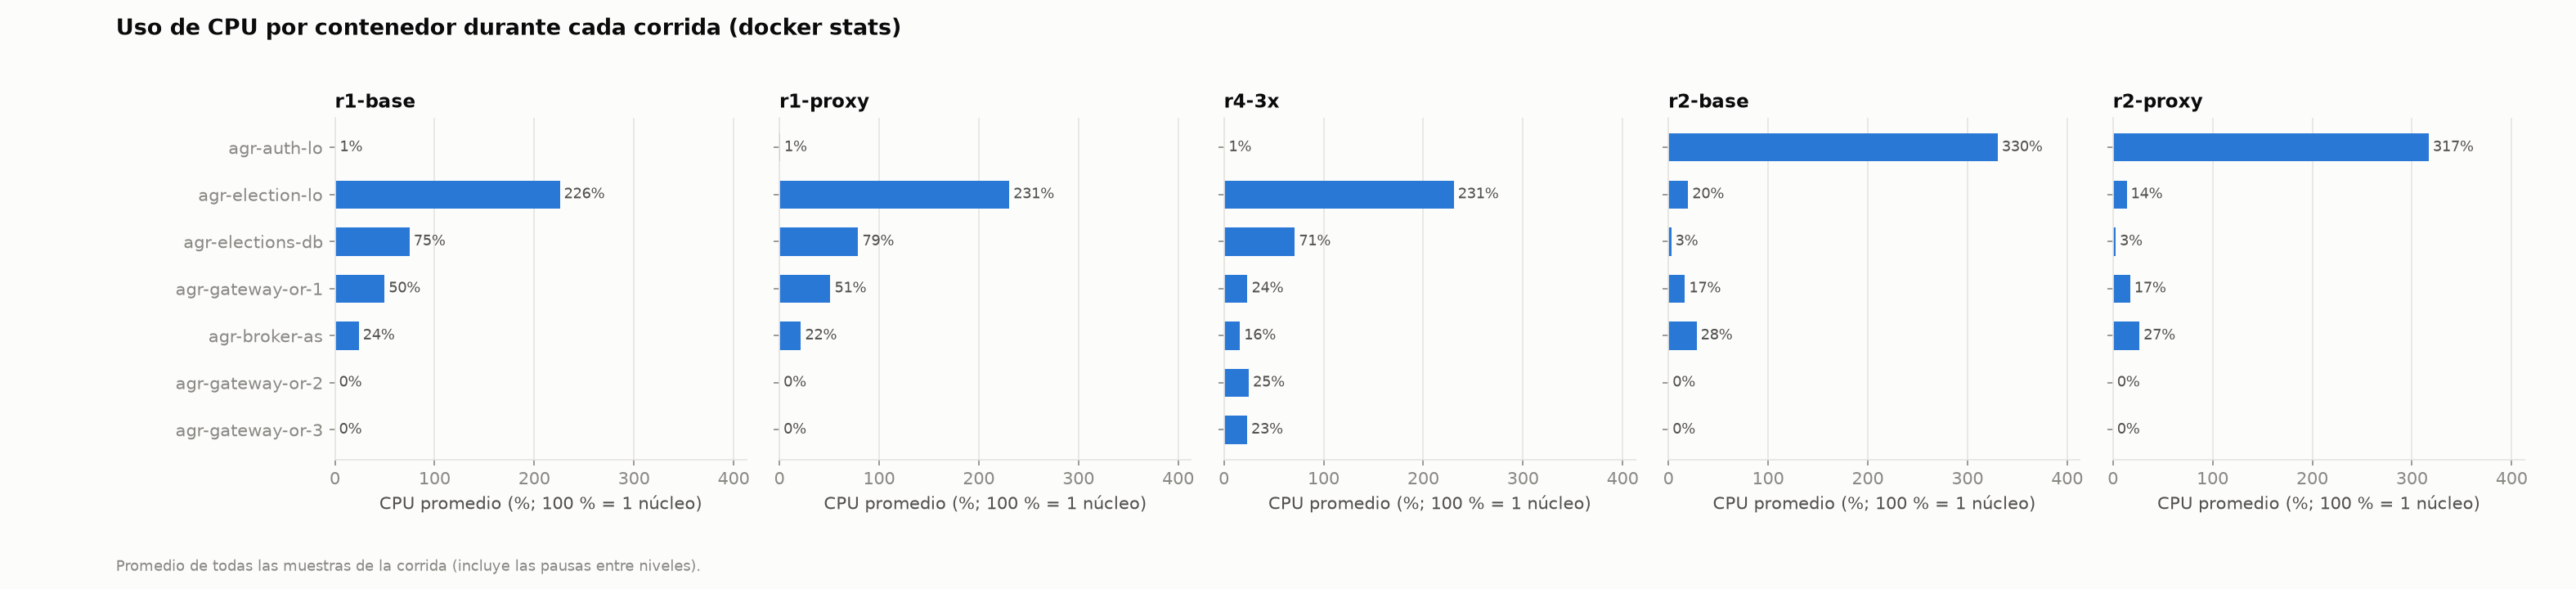 Uso de CPU por contenedor durante cada corrida (docker stats)
r1-base
r1-proxy
r4-3x
r2-base
r2-proxy
agr-auth-lo 1% 1% 1% 330% 317%
agr-election-lo 226% 231% 231% 20% 14%
agr-elections-db 75% 79% 71% 3% 3%
agr-gateway-or-1 50% 51% 24% 17% 17%
agr-broker-as 24% 22% 16% 28% 27%
agr-gateway-or-2 0% 0% 25% 0% 0%
agr-gateway-or-3 0% 0% 23% 0% 0%
0 100 200 300 400 0 100 200 300 400 0 100 200 300 400 0 100 200 300 400 0 100 200 300 400
CPU promedio (%; 100 % = 1 núcleo)
CPU promedio (%; 100 % = 1 núcleo)
CPU promedio (%; 100 % = 1 núcleo)
CPU promedio (%; 100 % = 1 núcleo)
CPU promedio (%; 100 % = 1 núcleo)
Promedio de todas las muestras de la corrida (incluye las pausas entre niveles).